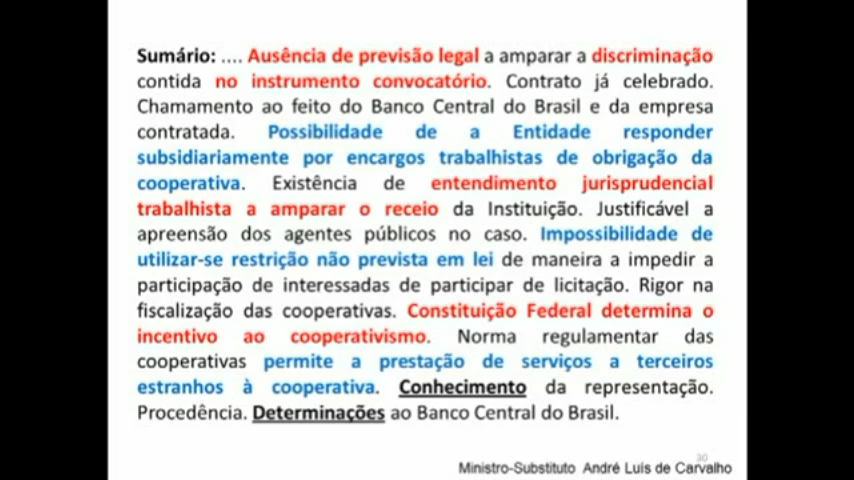 Sumário: .... Ausência de previsão legal a amparar a discriminação
contida no instrumento convocatório. Contrato já celebrado.
Chamamento ao feito do Banco Central do Brasil e da empresa
contratada. Possibilidade de a Entidade responder
subsidiariamente por encargos trabalhistas de obrigação da
cooperativa. Existência de entendimento jurisprudencial
trabalhista a amparar o receio da Instituição. Justificável a
apreensão dos agentes públicos no caso. Impossibilidade de
utilizar-se restrição não prevista em lei de maneira a impedir a
participação de interessadas de participar de licitação. Rigor na
fiscalização das cooperativas. Constituição Federal determina o
incentivo ao cooperativismo. Norma regulamentar das
cooperativas permite a prestação de serviços a terceiros
estranhos à cooperativa. Conhecimento da representação.
Procedência. Determinações ao Banco Central do Brasil.
30
Ministro-Substituto André Luís de Carvalho